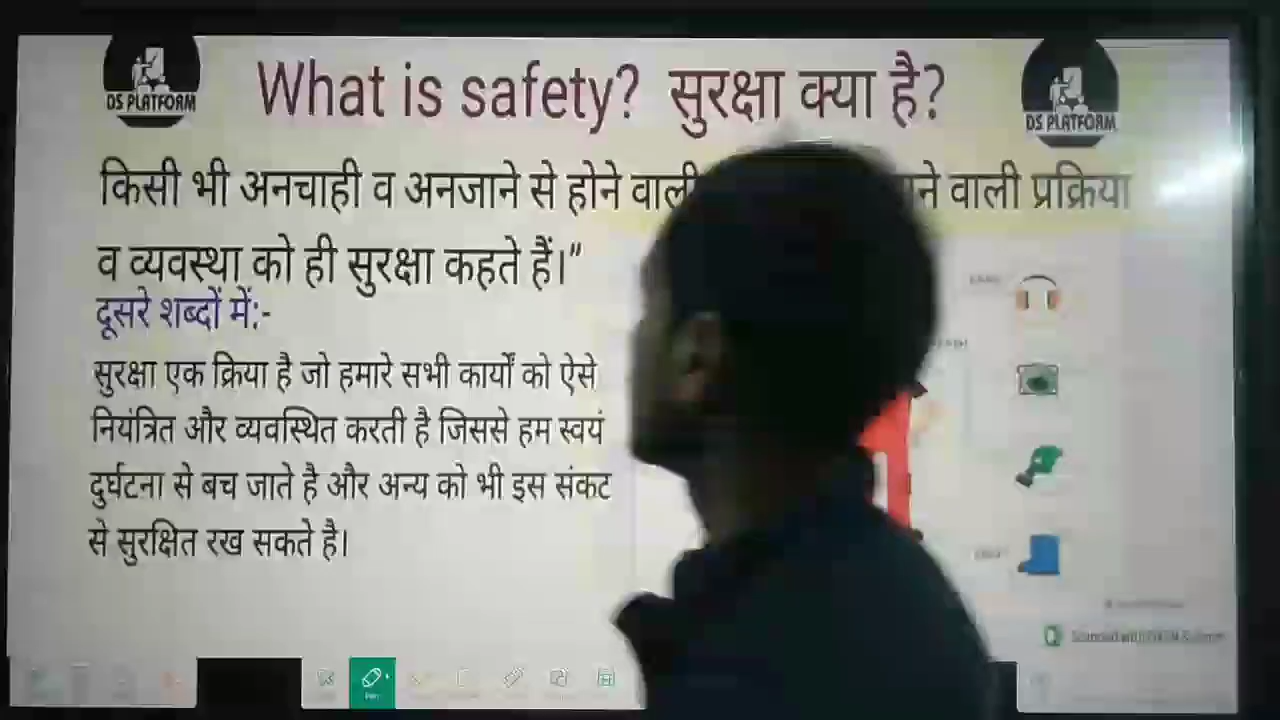 DS PLATFORM
What is safety? सुरक्षा क्या है?
DS PLATFORM
किसी भी अनचाही व अनजाने से होने वाली वाली प्रक्रिया
व व्यवस्था को ही सुरक्षा कहते हैं।”
दूसरे शब्दों में:-
सुरक्षा एक क्रिया है जो हमारे सभी कार्यों को ऐसे
नियंत्रित और व्यवस्थित करती है जिससे हम स्वयं
दुर्घटना से बच जाते है और अन्य को भी इस संकट
से सुरक्षित रख सकते है।